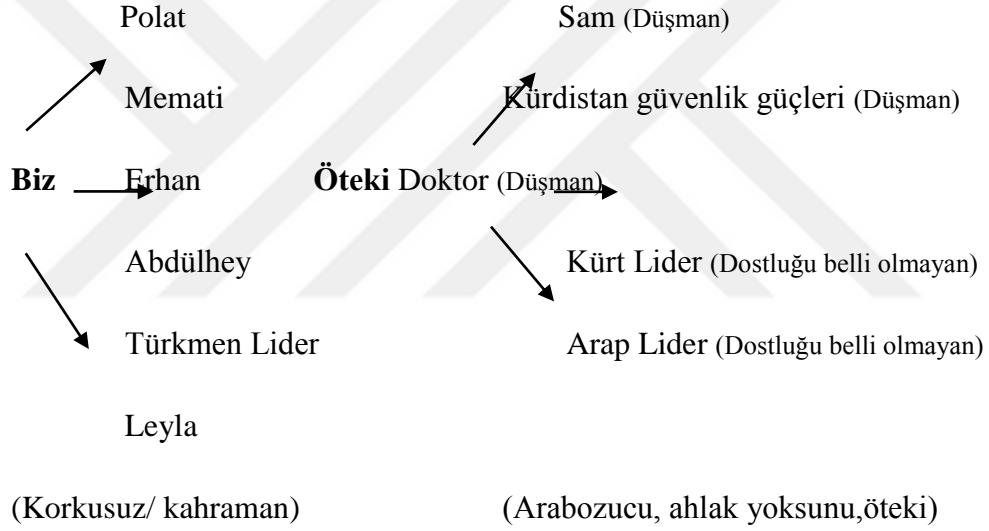 Polat Sam (Düşman)
Memati Kürdistan güvenlik güçleri (Düşman)
Biz Erhan Öteki Doktor (Düşman)
Abdülhey Kürt Lider (Dostluğu belli olmayan)
Türkmen Lider Arap Lider (Dostluğu belli olmayan)
Leyla
(Korkusuz/ kahraman) (Arabozucu, ahlak yoksunu,öteki)